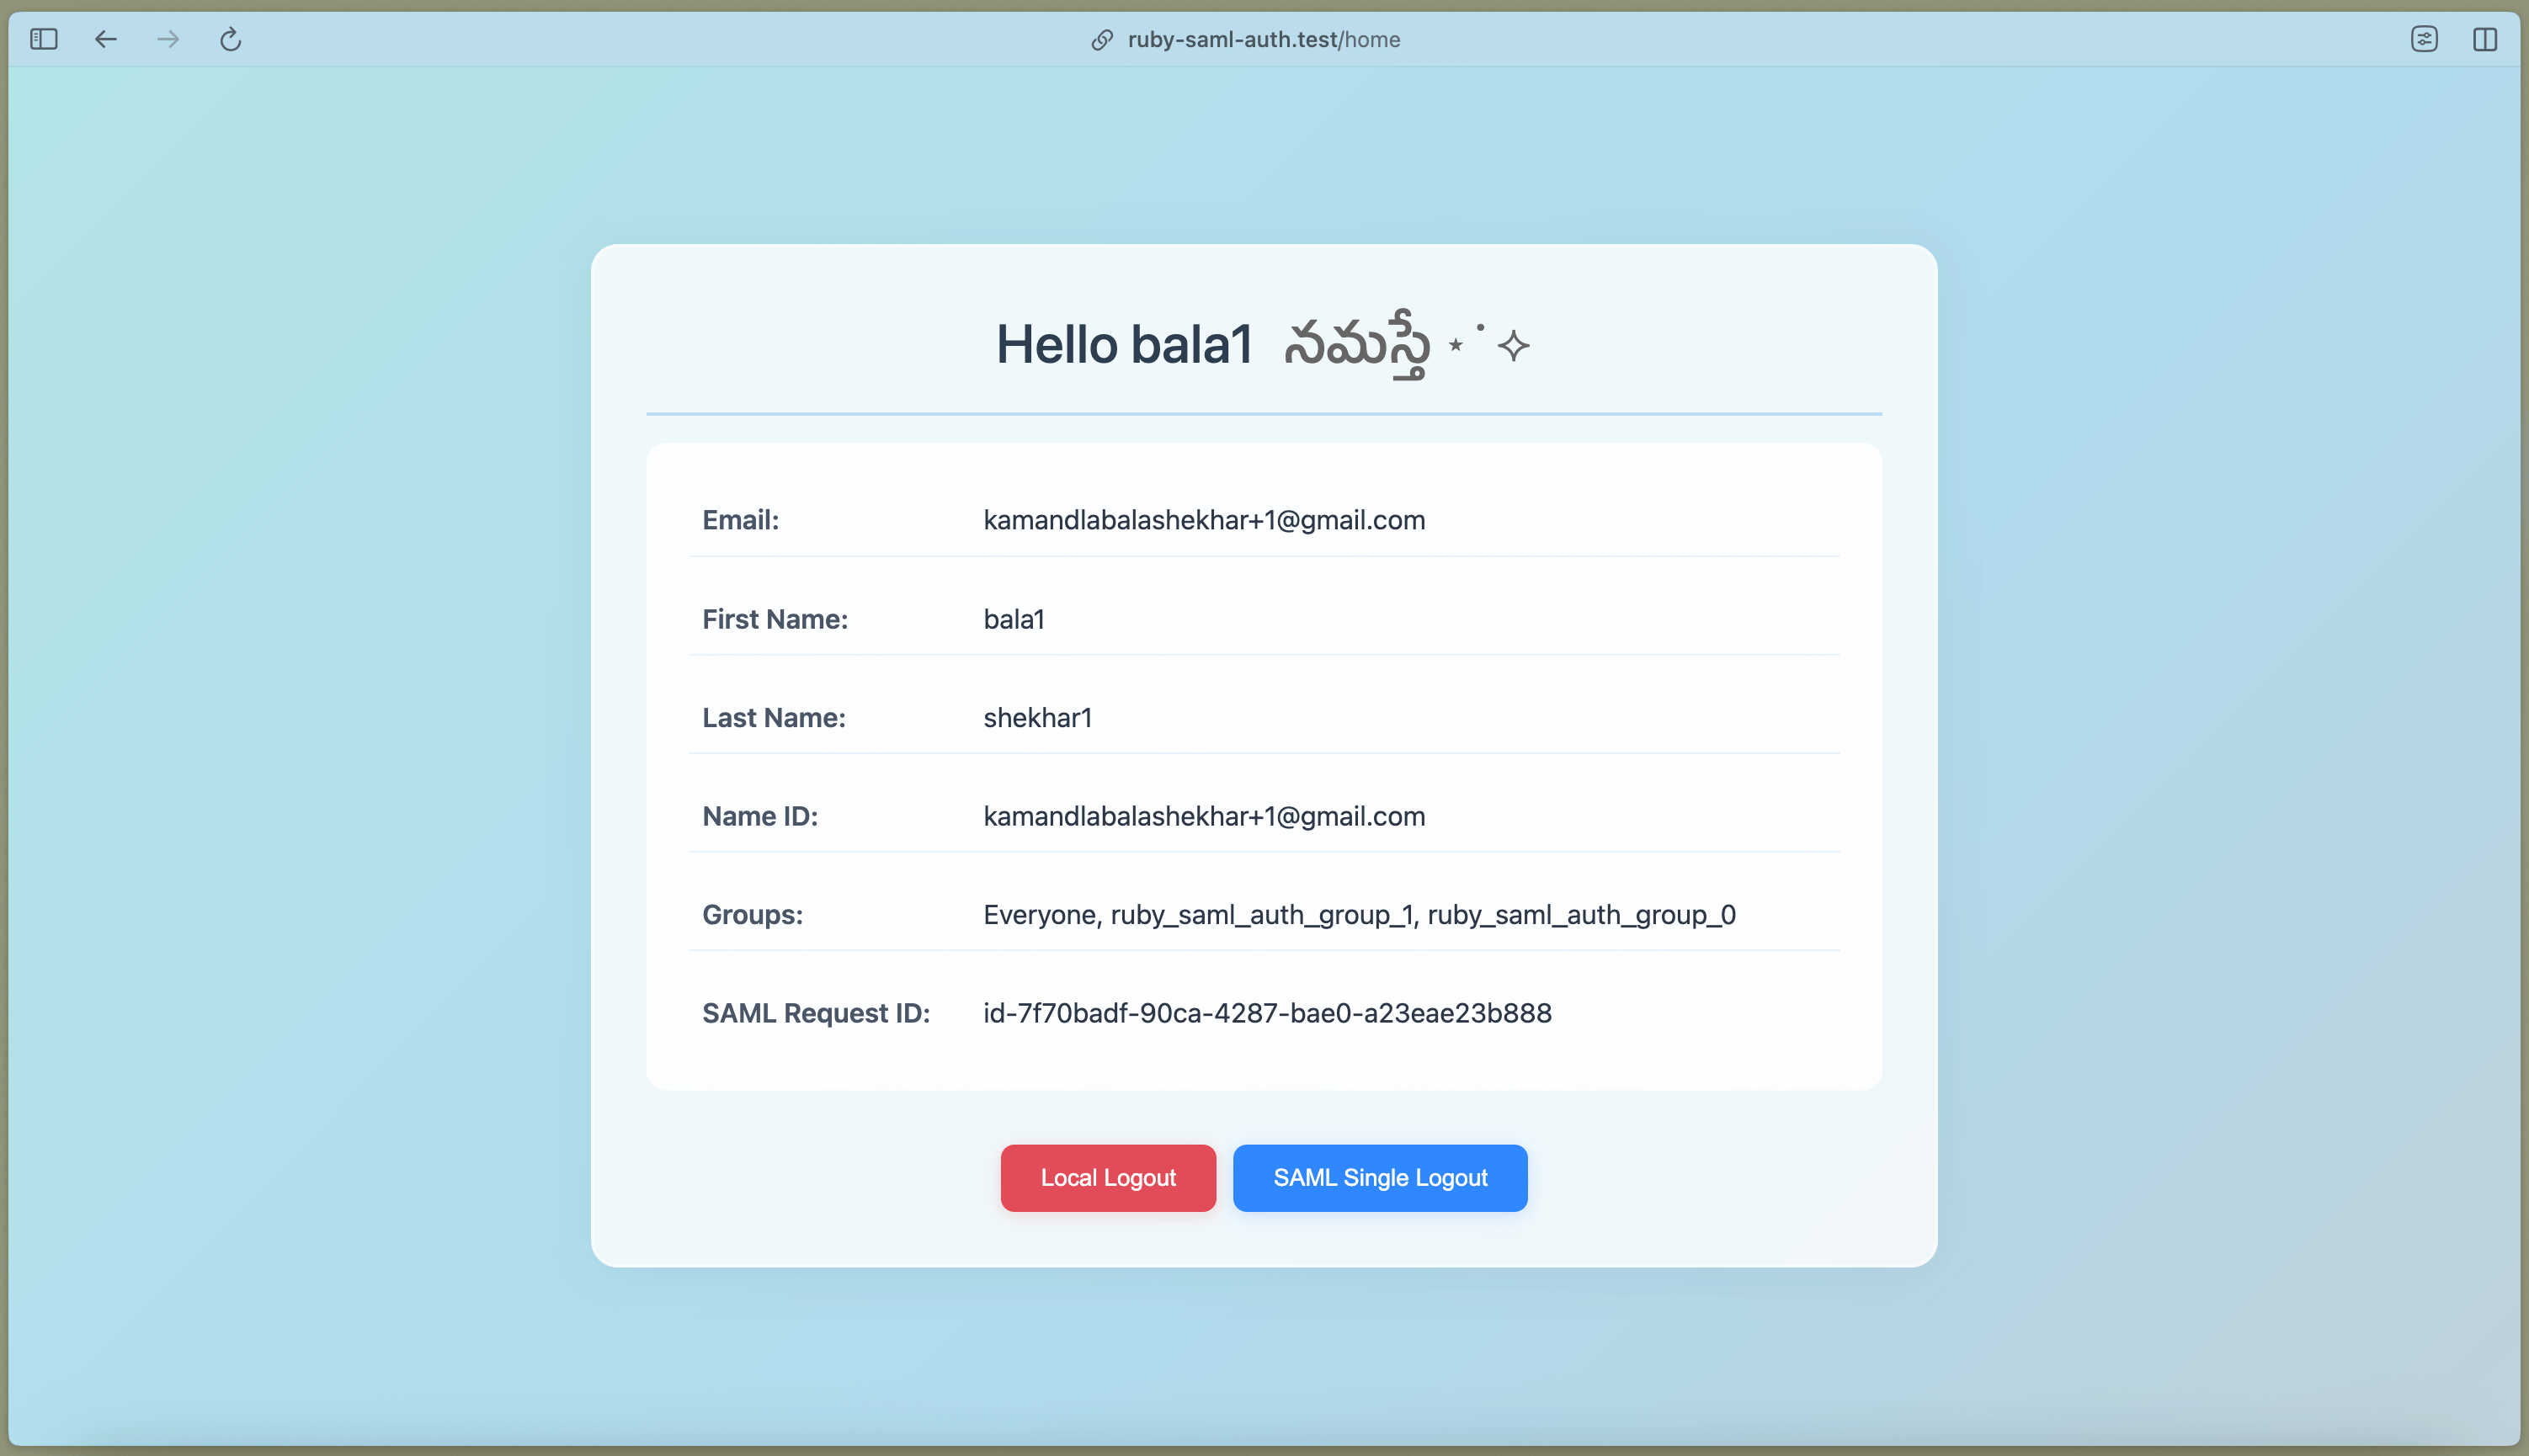 ruby-saml-auth.test/home
Hello bala1 నమస్తే ⋆˙✧
Email: kamandlabalashekhar+1@gmail.com
First Name: bala1
Last Name: shekhar1
Name ID: kamandlabalashekhar+1@gmail.com
Groups: Everyone, ruby_saml_auth_group_1, ruby_saml_auth_group_0
SAML Request ID: id-7f70badf-90ca-4287-bae0-a23eae23b888
Local Logout SAML Single Logout